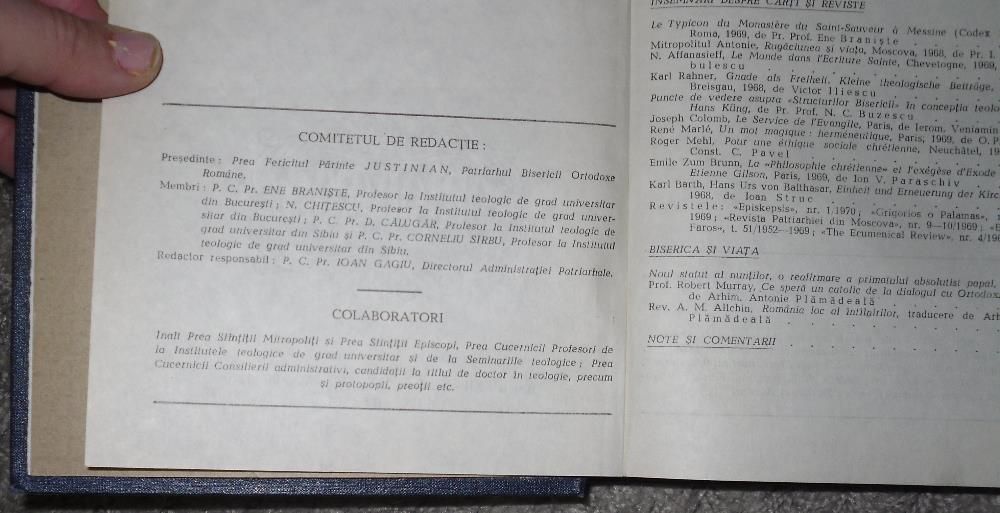 COMITETUL DE REDACȚIE :
Președinte : Prea Fericitul Părinte JUSTINIAN, Patriarhul Bisericii Ortodoxe
Române,
Membri : P. C. Pr. ENE BRANIȘTE, Profesor la Institutul teologic de grad universitar
din București ; N. CHIȚESCU, Profesor la Institutul teologic de grad univer-
sitar din București ; P. C. Pr. D. CALUGAR, Profesor la Institutul teologic de
grad universitar din Sibiu și P. C. Pr. CORNELIU SÎRBU, Profesor la Institutul
teologic de grad universitar din Sibiu.
Redactor responsabil : P. C. Pr. IOAN GAGIU, Directorul Administrației Patriarhale.
COLABORATORI
Inalt Prea Sfințiții Mitropoliți și Prea Sfințiții Episcopi, Prea Cucernicii Profesori de
la Institutele teologice de grad universitar și de la Seminariile teologice ; Prea
Cucernicii Consilieri administrativi, candidații la titlul de doctor în teologie, precum
și protopopii, preoții etc.
INSEMNĂRI DESPRE CĂRȚI ȘI REVISTE
Le Typicon du Monastère du Saint-Sauveur à Messine (Codex
Roma, 1969, de Pr. Prof. Ene Braniște
Mitropolitul Antonie, Rugăciunea și viața, Moscova, 1968, de Pr. I.
N. Affanasieff, Le Monde dans l'Ecriture Sainte, Chevetogne, 1969,
bulescu
Karl Rahner, Gnade als Freiheit. Kleine theologische Beiträge,
Breisgau, 1968, de Victor Iliescu
Puncte de vedere asupra «Structurilor Bisericii» în concepția
Hans Küng, de Pr. Prof. N. C. Buzescu
Joseph Colomb, Le Service de l'Evangile, Paris, de Ierom. Veniamin
René Marlé, Un mot magique : herméneutique, Paris, 1969, de O.
Roger Mehl, Pour une éthique sociale chrétienne, Neuchâtel,
Const. C. Pavel
Emile Zum Brunn, La «Philosophie chrétienne» et l'exégèse d'Exode
Etienne Gilson, Paris, 1969, de Ion V. Paraschiv
Karl Barth, Hans Urs von Balthasar, Einheit und Erneuerung der
1968, de Ioan Struc
Revistele : «Episkepsis», nr. 1.1970 ; «Grigorios o Palamas»,
1969 ; «Revista Patriarhiei din Moscova», nr. 9—10/1969 ;
Faros», t. 51/1952—1969 ; «The Ecumenical Review», nr.
BISERICA ȘI VIAȚA
Noul statut al nunților, o reafirmare a primatului absolutist papal,
Prof. Robert Murray, Ce speră un catolic de la dialogul cu
de Arhim. Antonie Plămădeală
Rev. A. M. Allchin, România loc al întîlnirilor, traducere de
Plămădeală
NOTE ȘI COMENTARII